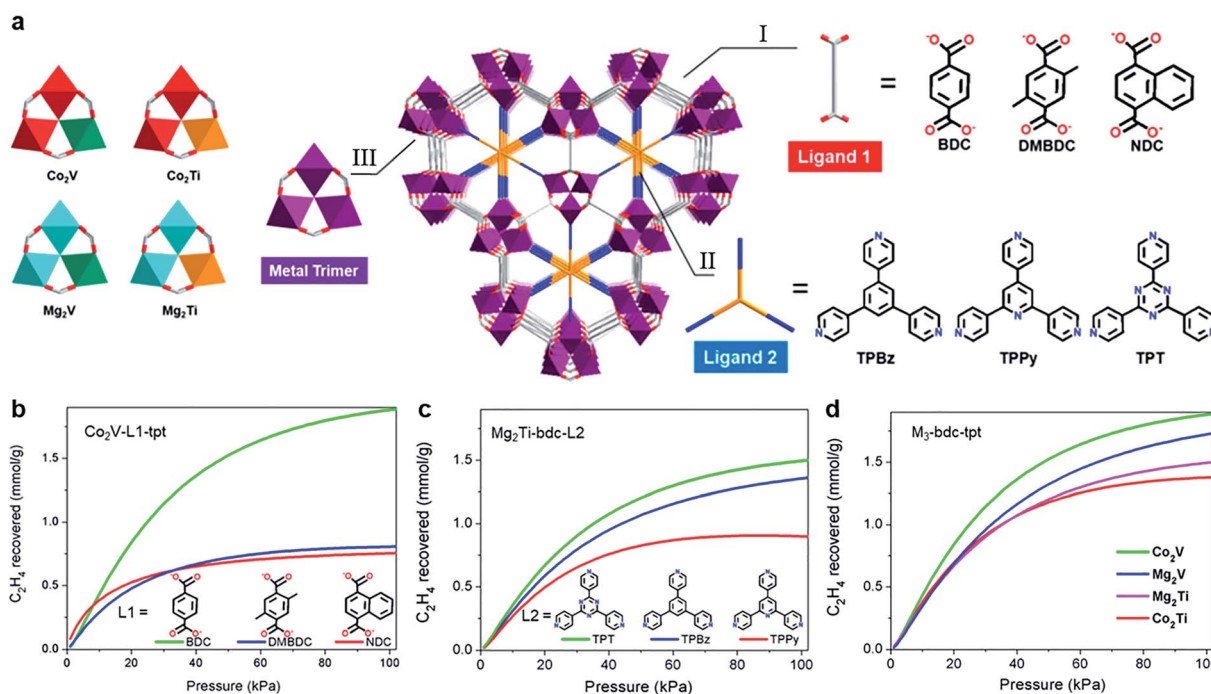 a
I
II
III
Co₂V
Co₂Ti
Mg₂V
Mg₂Ti
Metal Trimer
Ligand 1
=
BDC
DMBDC
NDC
Ligand 2
=
TPBz
TPPy
TPT
b
Co₂V-L1-tpt
C₂H₄ recovered (mmol/g)
1.5
1.0
0.5
0.0
L1 =
BDC
DMBDC
NDC
0 20 40 60 80 100
Pressure (kPa)
c
Mg₂Ti-bdc-L2
C₂H₄ recovered (mmol/g)
1.5
1.0
0.5
0.0
L2 =
TPT
TPBz
TPPy
0 20 40 60 80 100
Pressure (kPa)
d
M₃-bdc-tpt
C₂H₄ recovered (mmol/g)
1.5
1.0
0.5
0.0
Co₂V
Mg₂V
Mg₂Ti
Co₂Ti
0 20 40 60 80 100
Pressure (kPa)